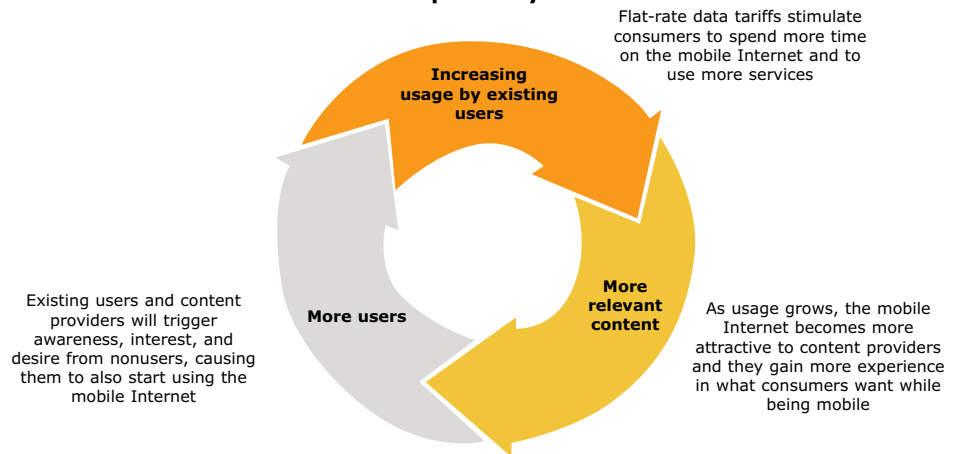 Flat-rate data tariffs stimulate
consumers to spend more time
on the mobile Internet and to
use more services
Increasing
usage by existing
users
More
relevant
content
As usage grows, the mobile
Internet becomes more
attractive to content providers
and they gain more experience
in what consumers want while
being mobile
More users
Existing users and content
providers will trigger
awareness, interest, and
desire from nonusers, causing
them to also start using the
mobile Internet